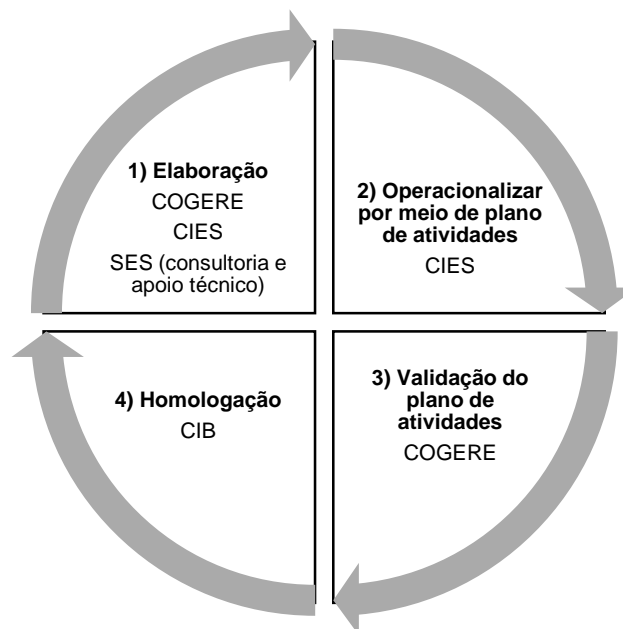 1) Elaboração
COGERE
CIES
SES (consultoria e
apoio técnico)
2) Operacionalizar
por meio de plano
de atividades
CIES
3) Validação do
plano de
atividades
COGERE
4) Homologação
CIB